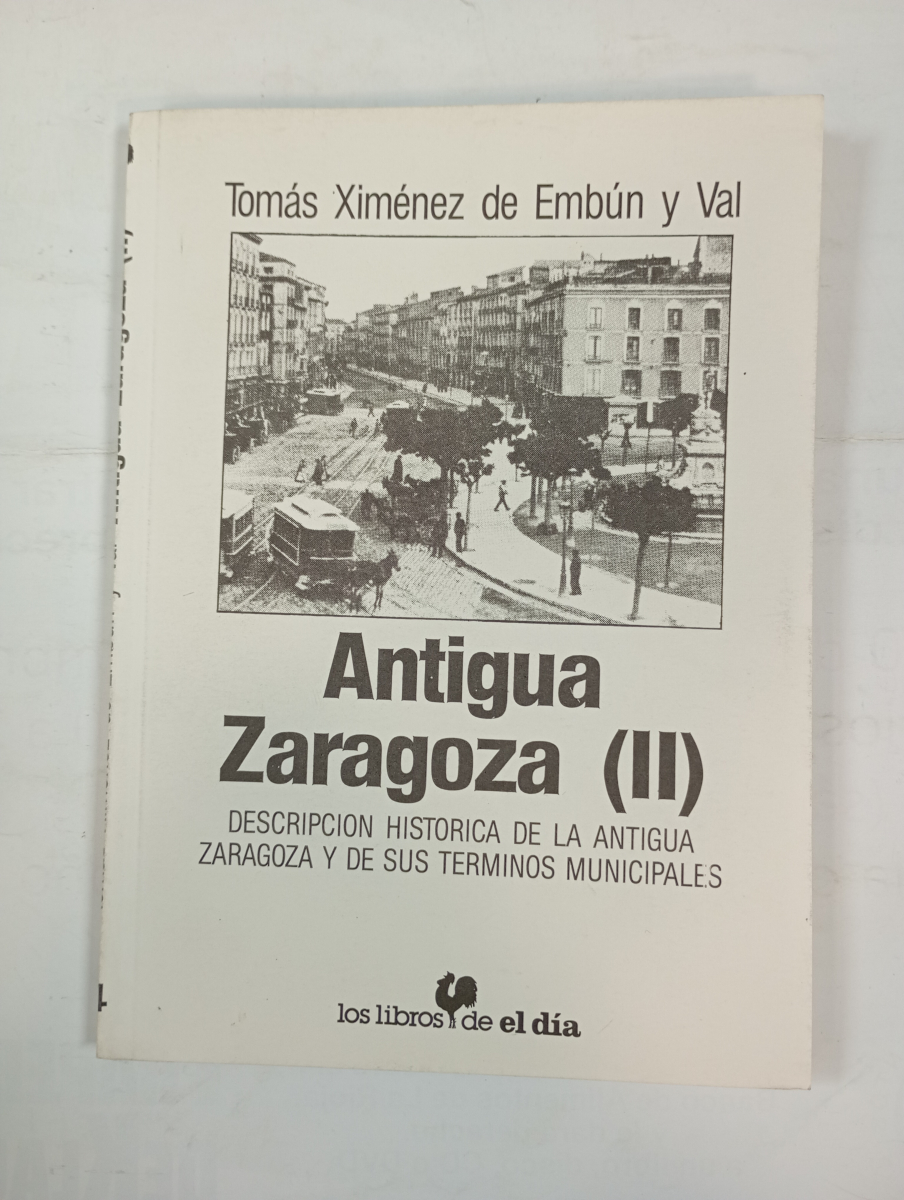 Tomás Ximénez de Embún y Val
Antigua
Zaragoza (II)
DESCRIPCION HISTORICA DE LA ANTIGUA
ZARAGOZA Y DE SUS TERMINOS MUNICIPALES
los libros de el día